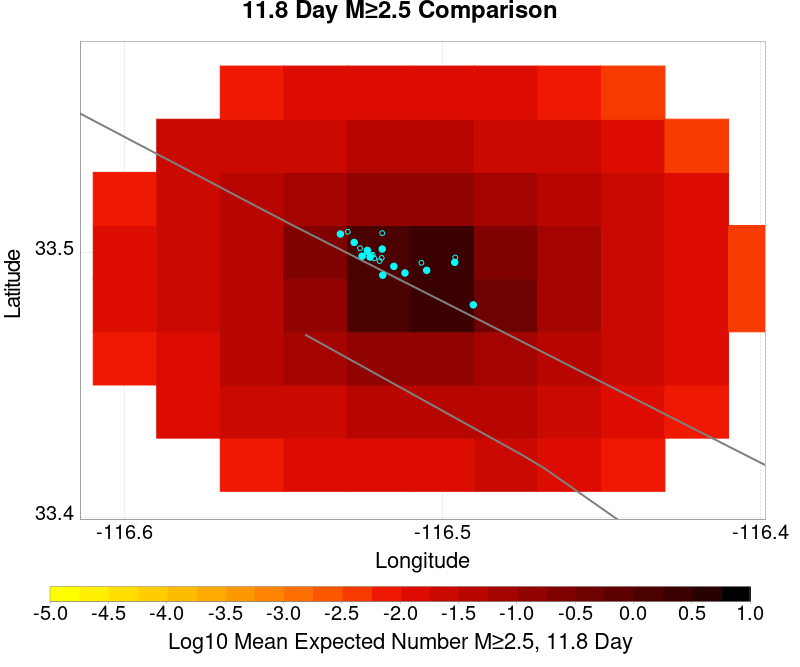 11.8 Day M≥2.5 Comparison
Latitude
33.5
33.4
-116.6 -116.5 -116.4
Longitude
-5.0 -4.5 -4.0 -3.5 -3.0 -2.5 -2.0 -1.5 -1.0 -0.5 0.0 0.5 1.0
Log10 Mean Expected Number M≥2.5, 11.8 Day